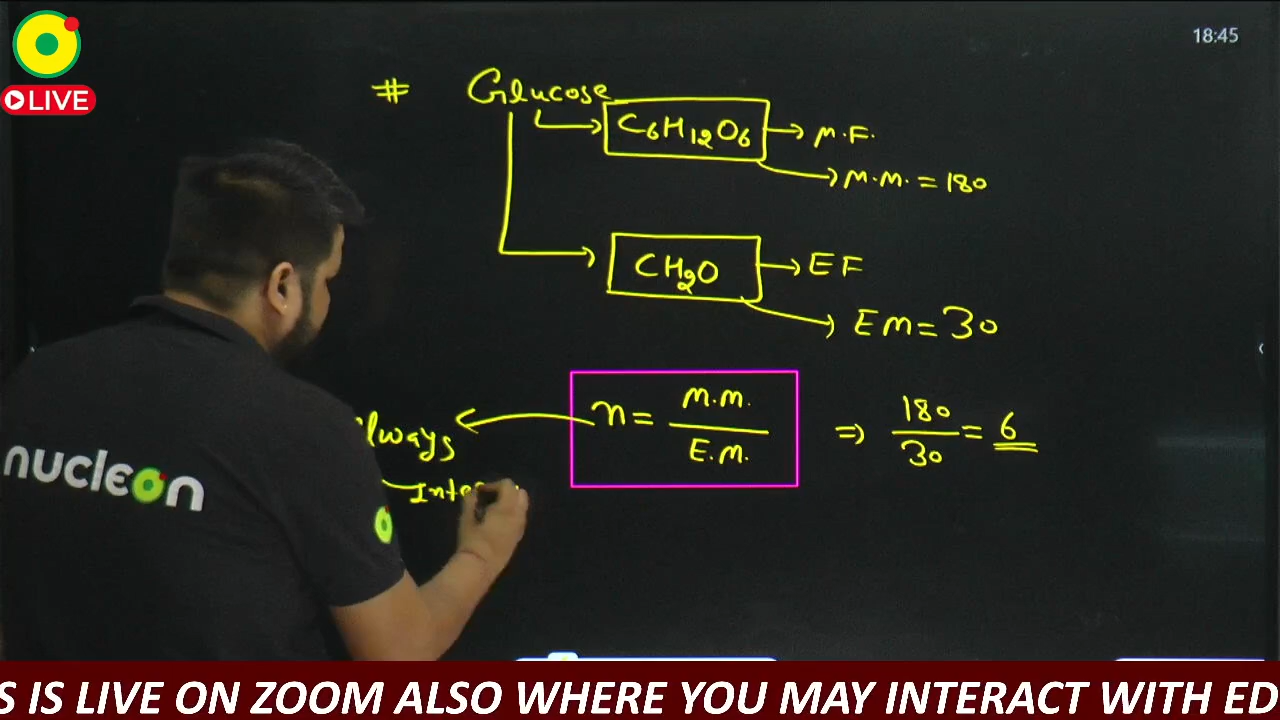 18:45
LIVE
# Glucose
C6H12O6 → M.F.
→ M.M. = 180
CH2O → EF
→ EM = 30
n = M.M. / E.M. ⇒ 180 / 30 = 6
lways
nucleon
S IS LIVE ON ZOOM ALSO WHERE YOU MAY INTERACT WITH ED